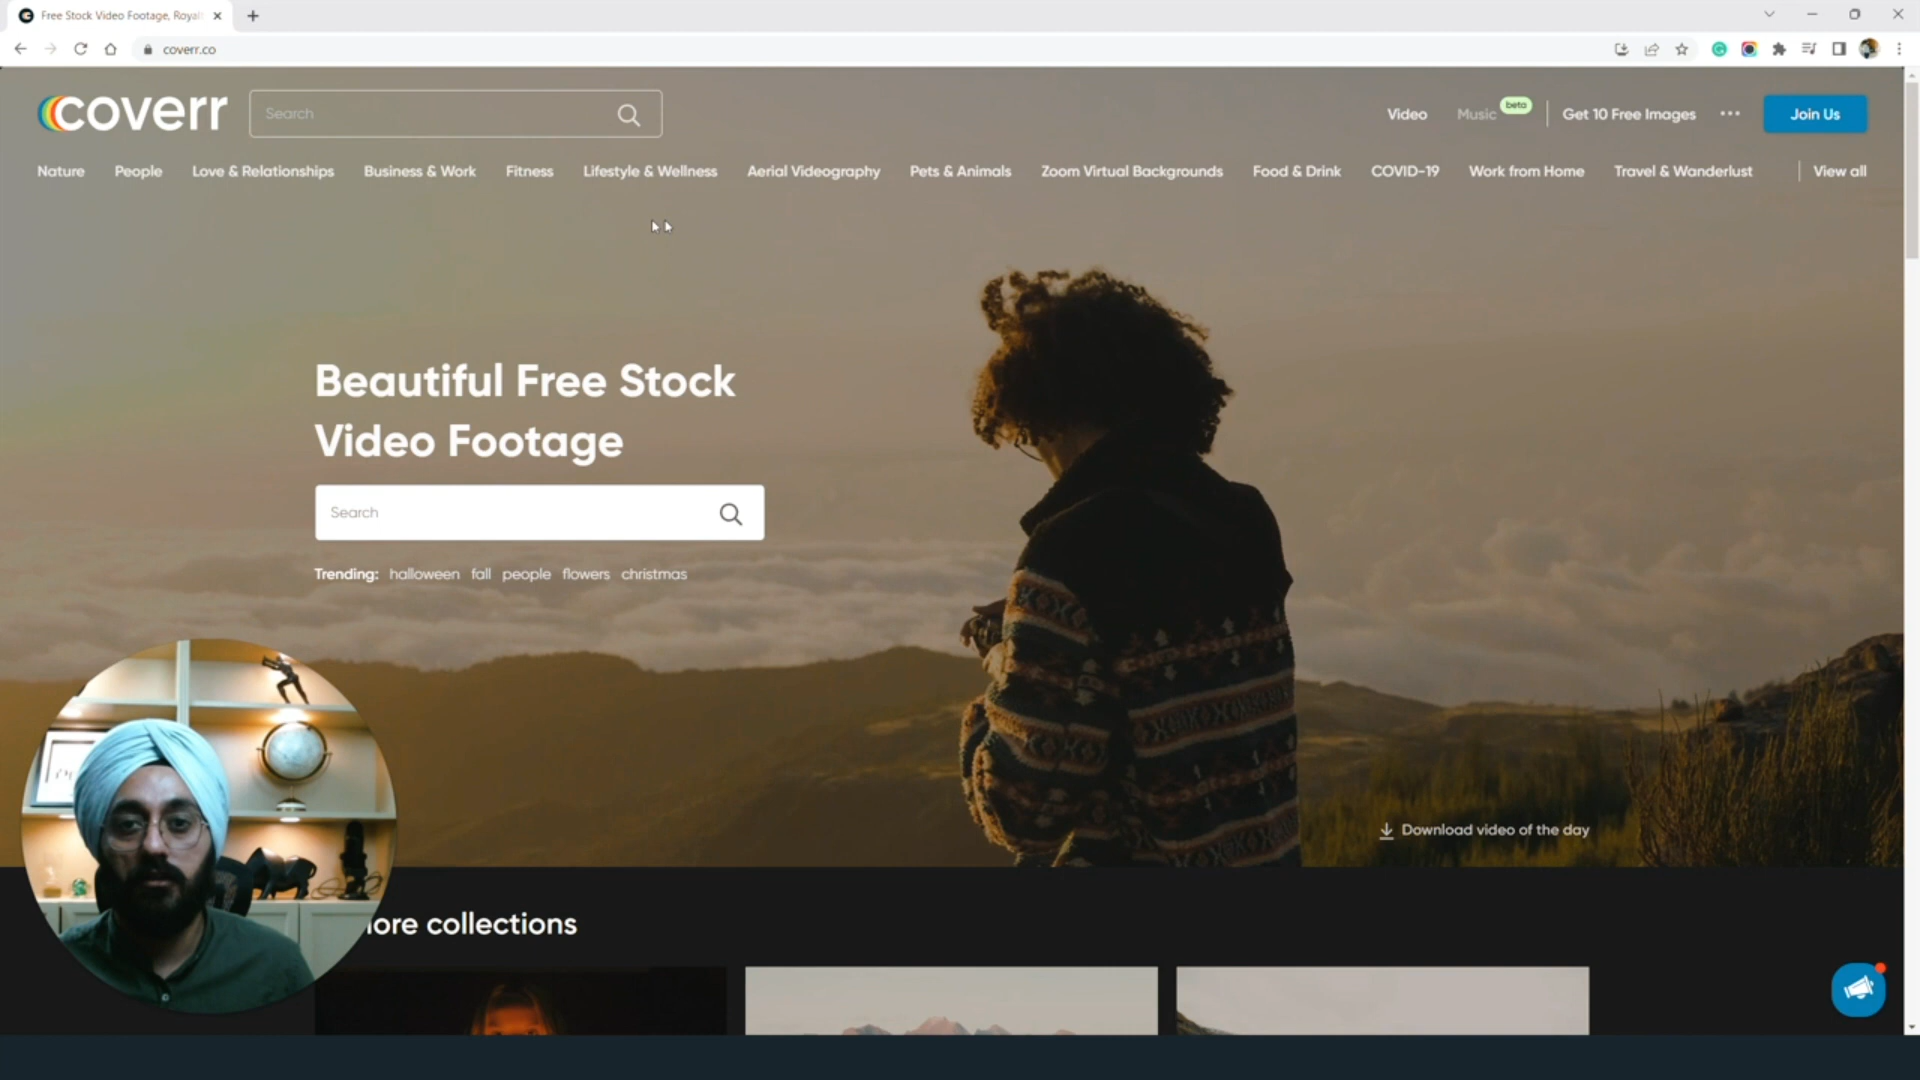 Free Stock Video Footage, Royal
coverr.co
coverr
Search
Video
Music beta
Get 10 Free Images
Join Us
Nature People Love & Relationships Business & Work Fitness Lifestyle & Wellness Aerial Videography Pets & Animals Zoom Virtual Backgrounds Food & Drink COVID-19 Work from Home Travel & Wanderlust View all
Beautiful Free Stock
Video Footage
Search
Trending: halloween fall people flowers christmas
Download video of the day
ore collections